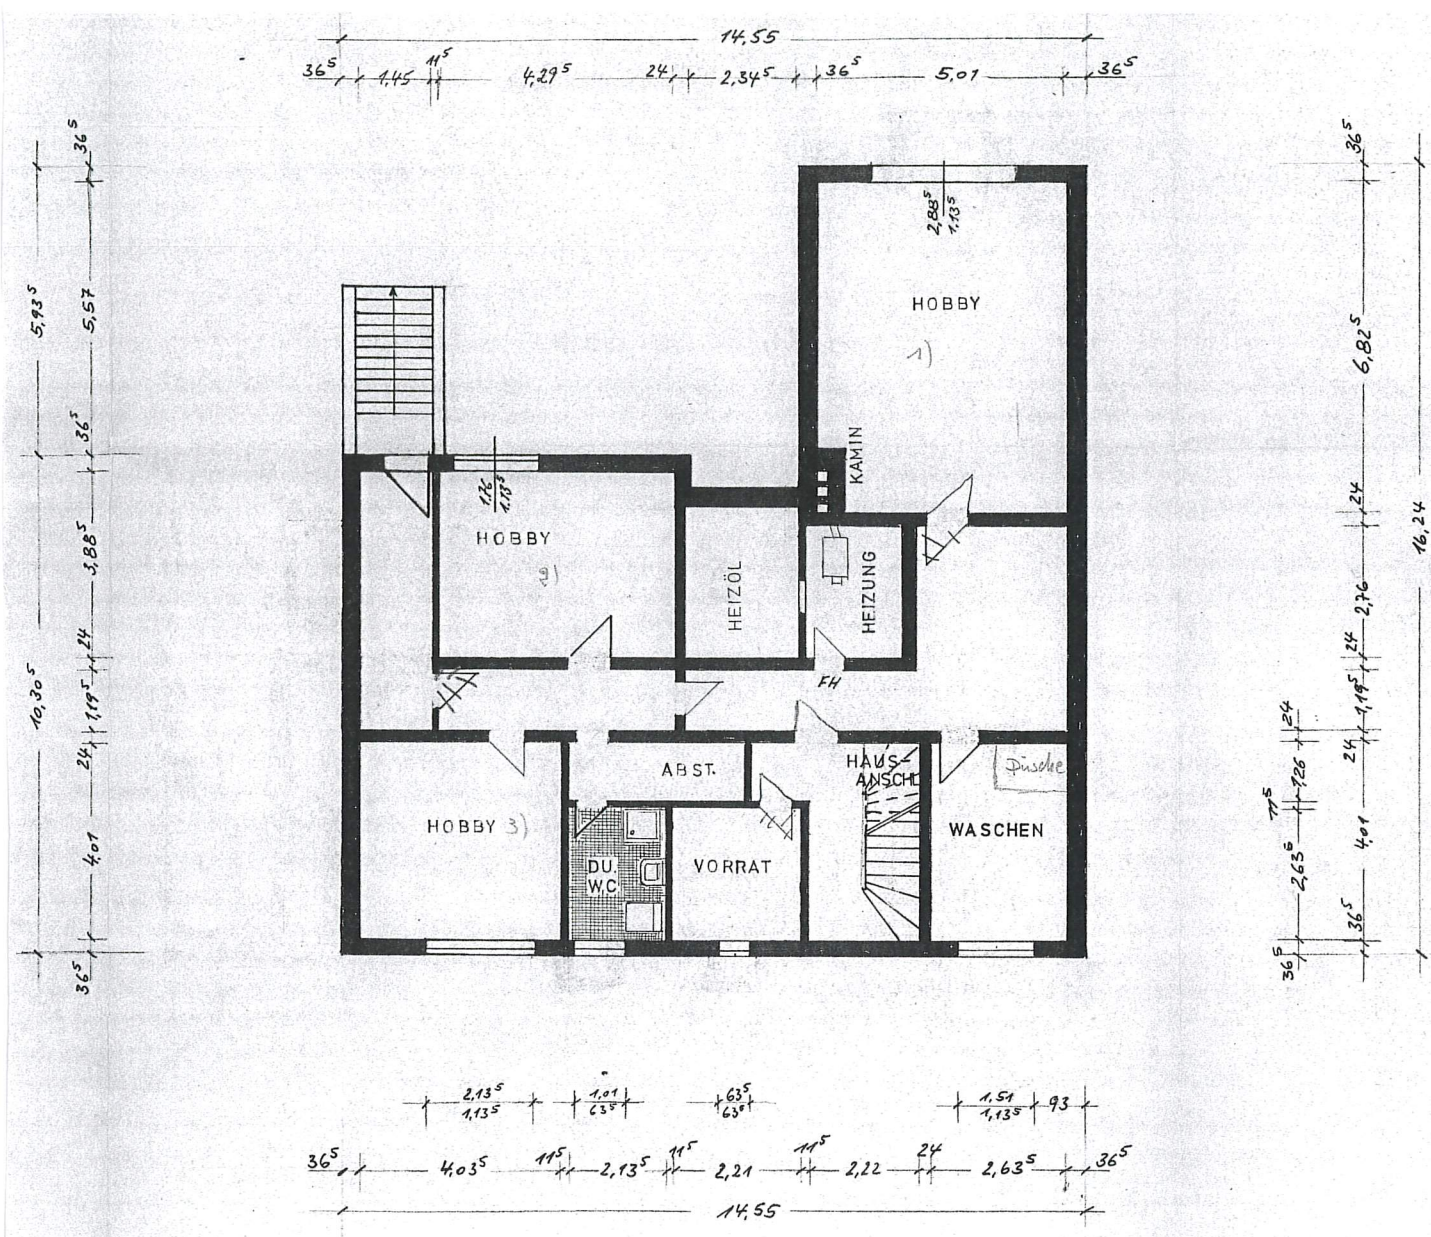 14,55
36⁵ 1,45 11⁵ 4,29⁵ 24 2,34⁵ 36⁵ 5,01 36⁵
36⁵
5,93⁵
5,57
36⁵
3,88⁵
24
10,30⁵
1,19⁵
24
4,01
36⁵
2,88⁵
1,13⁵
HOBBY
1)
KAMIN
1,76
1,13⁵
HOBBY
2)
HEIZÖL
HEIZUNG
FH
ABST.
HAUS-
ANSCHL
Dusche
HOBBY 3)
DU.
WC
VORRAT
WASCHEN
36⁵
6,82⁵
24
16,24
2,76
24
1,19⁵
24
24
1,26
11⁵
4,01
2,63⁵
36⁵
36⁵
2,13⁵
1,13⁵
1,01
63⁵
63⁵
63⁵
1,51
1,13⁵
93
36⁵ 4,03⁵ 11⁵ 2,13⁵ 11⁵ 2,21 11⁵ 2,22 24 2,63⁵ 36⁵
14,55